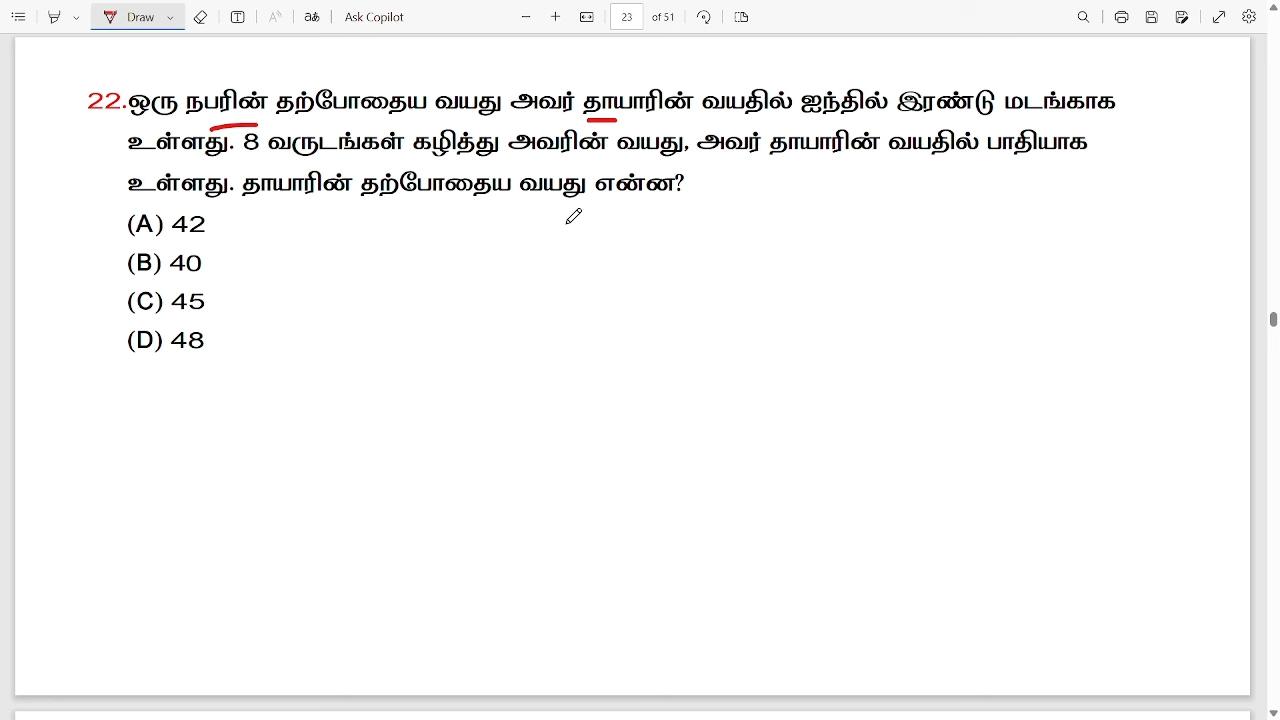 Draw
Ask Copilot
23 of 51
22.ஒரு நபரின் தற்போதைய வயது அவர் தாயாரின் வயதில் ஐந்தில் இரண்டு மடங்காக
உள்ளது. 8 வருடங்கள் கழித்து அவரின் வயது, அவர் தாயாரின் வயதில் பாதியாக
உள்ளது. தாயாரின் தற்போதைய வயது என்ன?
(A) 42
(B) 40
(C) 45
(D) 48